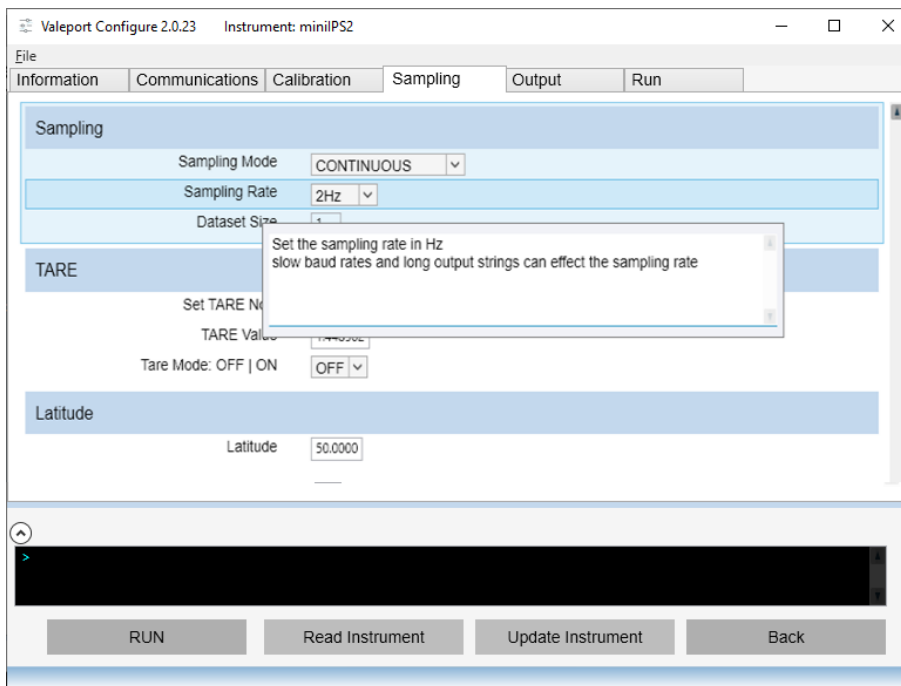 Valeport Configure 2.0.23 Instrument: miniIPS2
File
Information Communications Calibration Sampling Output Run
Sampling
Sampling Mode CONTINUOUS
Sampling Rate 2Hz
Dataset Size 1
Set the sampling rate in Hz
slow baud rates and long output strings can effect the sampling rate
TARE
Set TARE
TARE Value
Tare Mode: OFF | ON OFF
Latitude
Latitude 50.0000
>
RUN Read Instrument Update Instrument Back